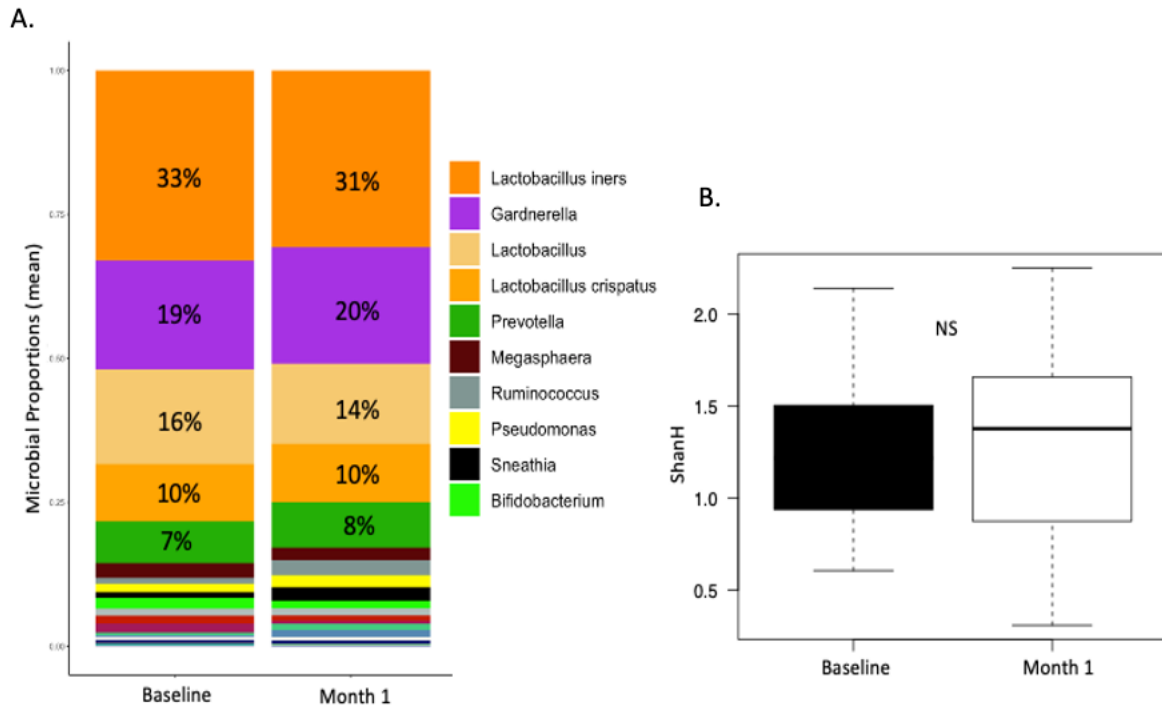 A.
Microbial Proportions (mean)
1.00
0.75
0.50
0.25
0.00
33%
19%
16%
10%
7%
31%
20%
14%
10%
8%
Baseline
Month 1
Lactobacillus iners
Gardnerella
Lactobacillus
Lactobacillus crispatus
Prevotella
Megasphaera
Ruminococcus
Pseudomonas
Sneathia
Bifidobacterium
B.
ShanH
2.0
1.5
1.0
0.5
NS
Baseline
Month 1